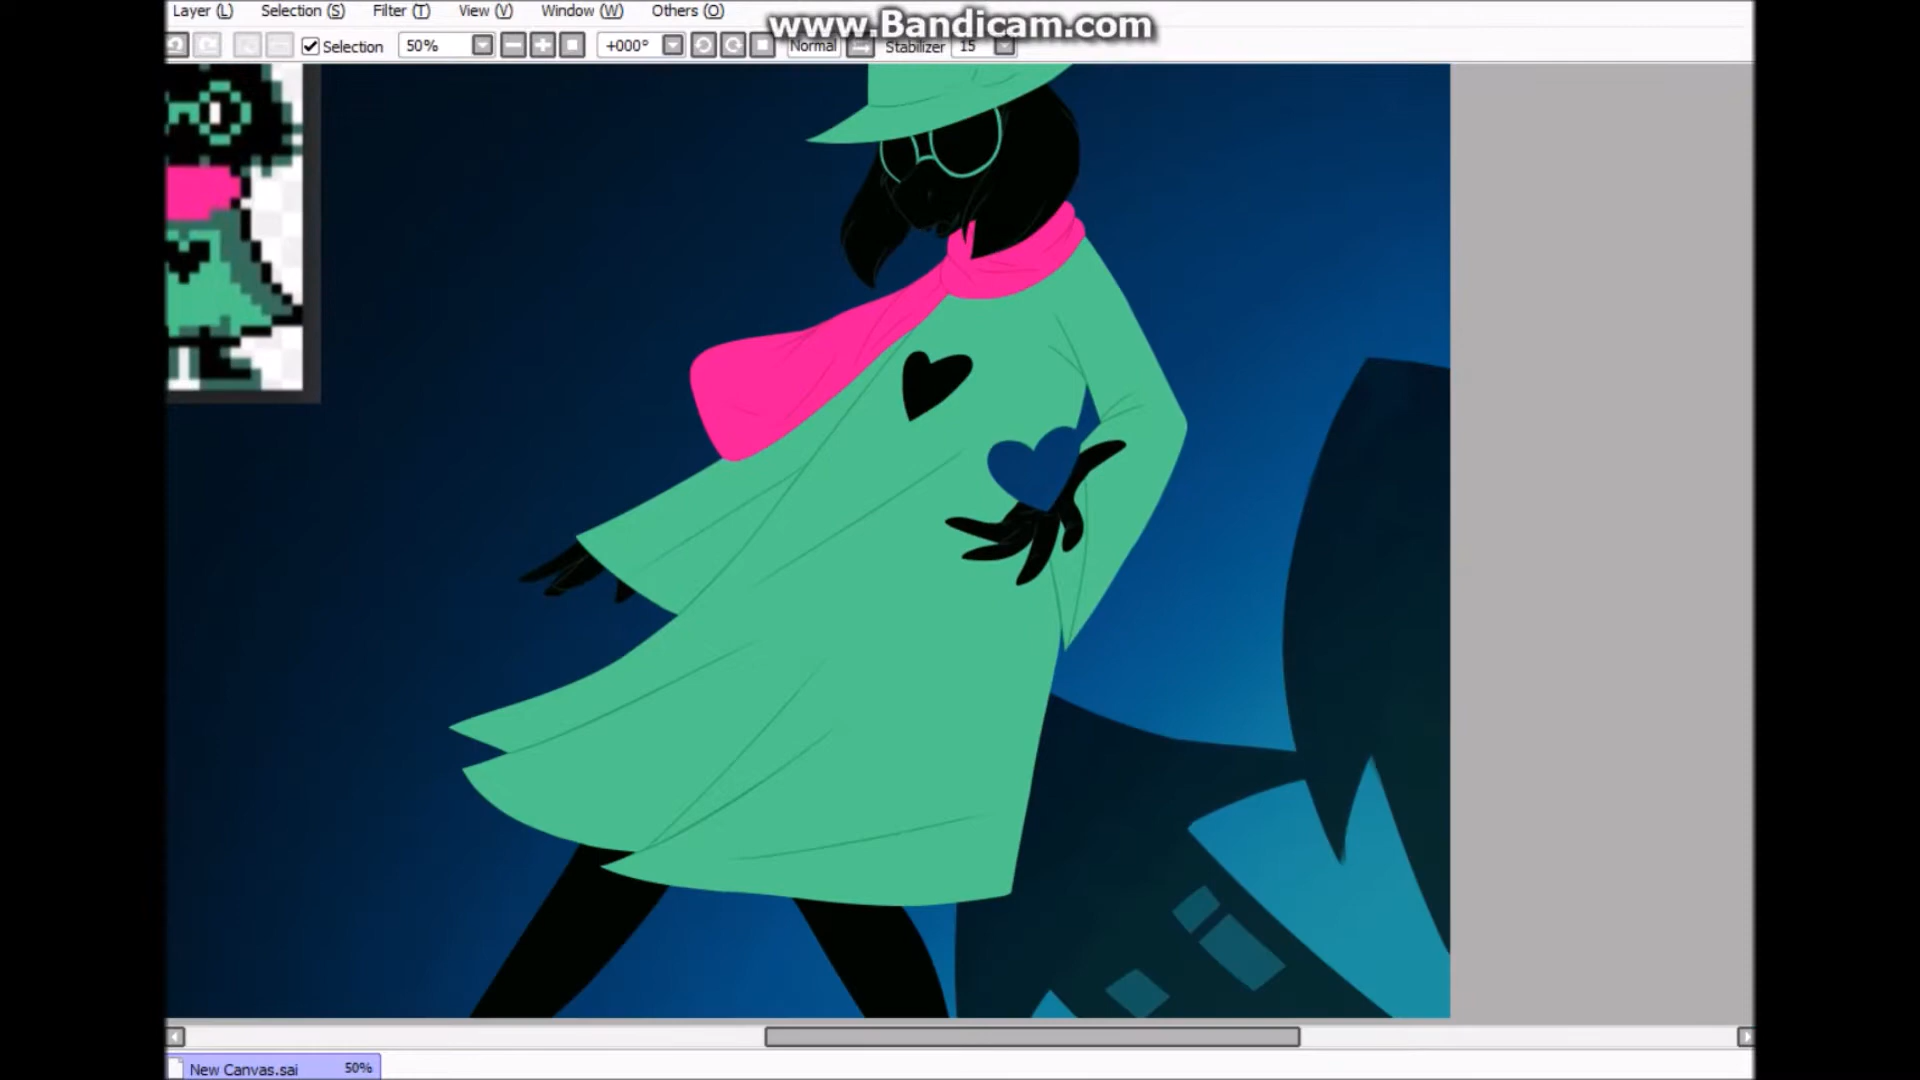 Layer (L) Selection (S) Filter (T) View (V) Window (W) Others (O)
www.Bandicam.com
Selection 50% +000° Normal Stabilizer 15
New Canvas.sai 50%